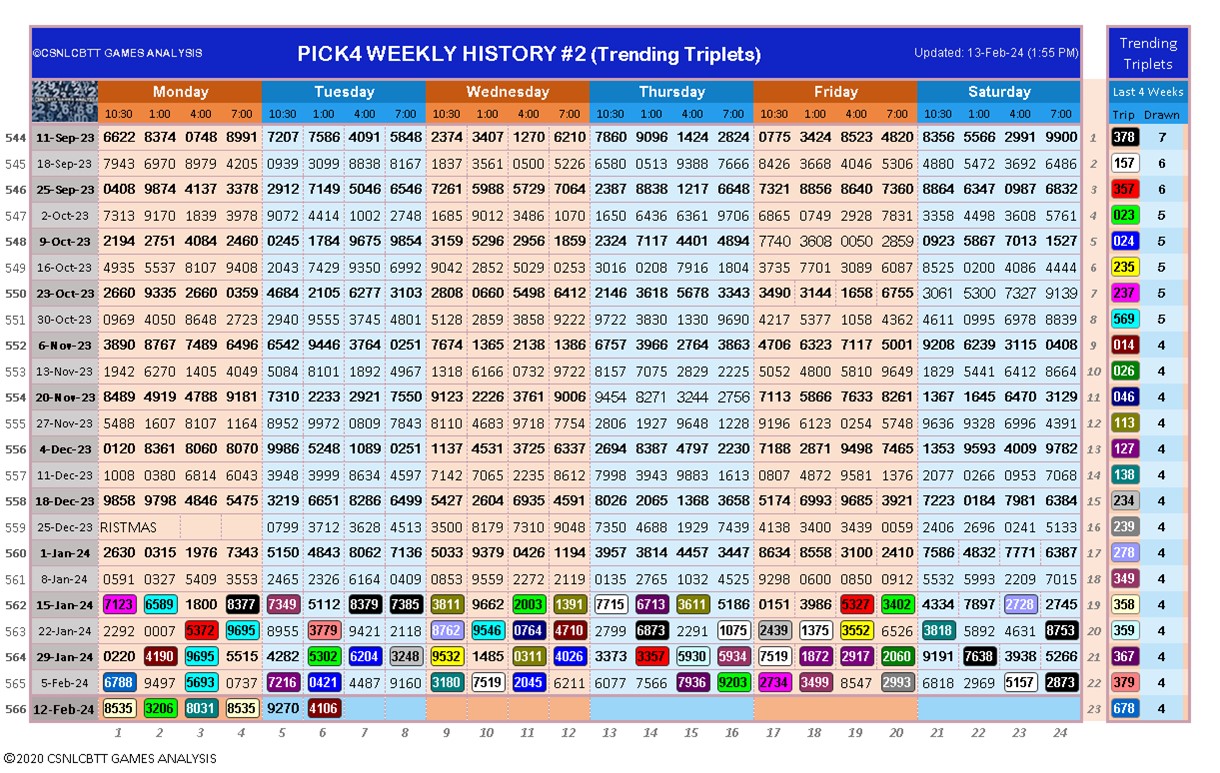 ©CSNLCBTT GAMES ANALYSIS PICK4 WEEKLY HISTORY #2 (Trending Triplets) Updated: 13-Feb-24 (1:55 PM) Trending Triplets
Monday Tuesday Wednesday Thursday Friday Saturday Last 4 Weeks
10:30 1:00 4:00 7:00 10:30 1:00 4:00 7:00 10:30 1:00 4:00 7:00 10:30 1:00 4:00 7:00 10:30 1:00 4:00 7:00 10:30 1:00 4:00 7:00 Trip Drawn
544 11-Sep-23 6622 8374 0748 8991 7207 7586 4091 5848 2374 3407 1270 6210 7860 9096 1424 2824 0775 3424 8523 4820 8356 5566 2991 9900 1 378 7
545 18-Sep-23 7943 6970 8979 4205 0939 3099 8838 8167 1837 3561 0500 5226 6580 0513 9388 7666 8426 3668 4046 5306 4880 5472 3692 6486 2 157 6
546 25-Sep-23 0408 9874 4137 3378 2912 7149 5046 6546 7261 5988 5729 7064 2387 8838 1217 6648 7321 8856 8640 7360 8864 6347 0987 6832 3 357 6
547 2-Oct-23 7313 9170 1839 3978 9072 4414 1002 2748 1685 9012 3486 1070 1650 6436 6361 9706 6865 0749 2928 7831 3358 4498 3608 5761 4 023 5
548 9-Oct-23 2194 2751 4084 2460 0245 1784 9675 9854 3159 5296 2956 1859 2324 7117 4401 4894 7740 3608 0050 2859 0923 5867 7013 1527 5 024 5
549 16-Oct-23 4935 5537 8107 9408 2043 7429 9350 6992 9042 2852 5029 0253 3016 0208 7916 1804 3735 7701 3089 6087 8525 0200 4086 4444 6 235 5
550 23-Oct-23 2660 9335 2660 0359 4684 2105 6277 3103 2808 0660 5498 6412 2146 3618 5678 3343 3490 3144 1658 6755 3061 5300 7327 9139 7 237 5
551 30-Oct-23 0969 4050 8648 2723 2940 9555 3745 4801 5128 2859 3858 9222 9722 3830 1330 9690 4217 5377 1058 4362 4611 0995 6978 8839 8 569 5
552 6-Nov-23 3890 8767 7489 6496 6542 9446 3764 0251 7674 1365 2138 1386 6757 3966 2764 3863 4706 6323 7117 5001 9208 6239 3115 0408 9 014 4
553 13-Nov-23 1942 6270 1405 4049 5084 8101 1892 4967 1318 6166 0732 9722 8157 7075 2829 2225 5052 4800 5810 9649 1829 5441 6412 8664 10 026 4
554 20-Nov-23 8489 4919 4788 9181 7310 2233 2921 7550 9123 2226 3761 9006 9454 8271 3244 2756 7113 5866 7633 8261 1367 1645 6470 3129 11 046 4
555 27-Nov-23 5488 1607 8107 1164 8952 9972 0809 7843 8110 4683 9718 7754 2806 1927 9648 1228 9196 6123 0254 5748 9636 9328 6996 4391 12 113 4
556 4-Dec-23 0120 8361 8060 8070 9986 5248 1089 0251 1137 4531 3725 6337 2694 8387 4797 2230 7188 2871 9498 7465 1353 9593 4009 9782 13 127 4
557 11-Dec-23 1008 0380 6814 6043 3948 3999 8634 4597 7142 7065 2235 8612 7998 3943 9883 1613 0807 4872 9581 1376 2077 0266 0953 7068 14 138 4
558 18-Dec-23 9858 9798 4846 5475 3219 6651 8286 6499 5427 2604 6935 4591 8026 2065 1368 3658 5174 6993 9685 3921 7223 0184 7981 6384 15 234 4
559 25-Dec-23 RISTMAS 0799 3712 3628 4513 3500 8179 7310 9048 7350 4688 1929 7439 4138 3400 3439 0059 2406 2696 0241 5133 16 239 4
560 1-Jan-24 2630 0315 1976 7343 5150 4843 8062 7136 5033 9379 0426 1194 3957 3814 4457 3447 8634 8558 3100 2410 7586 4832 7771 6387 17 278 4
561 8-Jan-24 0591 0327 5409 3553 2465 2326 6164 0409 0853 9559 2272 2119 0135 2765 1032 4525 9298 0600 0850 0912 5532 5993 2209 7015 18 349 4
562 15-Jan-24 7123 6589 1800 8377 7349 5112 8379 7385 3811 9662 2003 1391 7715 6713 3611 5186 0151 3986 5327 3402 4334 7897 2728 2745 19 358 4
563 22-Jan-24 2292 0007 5372 9695 8955 3779 9421 2118 8762 9546 0764 4710 2799 6873 2291 1075 2439 1375 3552 6526 3818 5892 4631 8753 20 359 4
564 29-Jan-24 0220 4190 9695 5515 4282 5302 6204 3248 9532 1485 0311 4026 3373 3357 5930 5934 7519 1872 2917 2060 9191 7638 3938 5266 21 367 4
565 5-Feb-24 6788 9497 5693 0737 7216 0421 4487 9160 3180 7519 2045 6211 6077 7566 7936 9203 2734 3499 8547 2993 6818 2969 5157 2873 22 379 4
566 12-Feb-24 8535 3206 8031 8535 9270 4106 23 678 4
1 2 3 4 5 6 7 8 9 10 11 12 13 14 15 16 17 18 19 20 21 22 23 24
©2020 CSNLCBTT GAMES ANALYSIS